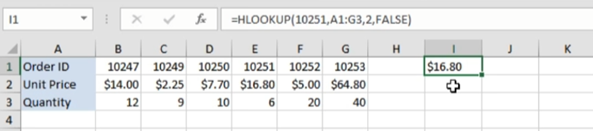 I1 =HLOOKUP(10251,A1:G3,2,FALSE)
A B C D E F G H I J K
1 Order ID 10247 10249 10250 10251 10252 10253 $16.80
2 Unit Price $14.00 $2.25 $7.70 $16.80 $5.00 $64.80
3 Quantity 12 9 10 6 20 40
4